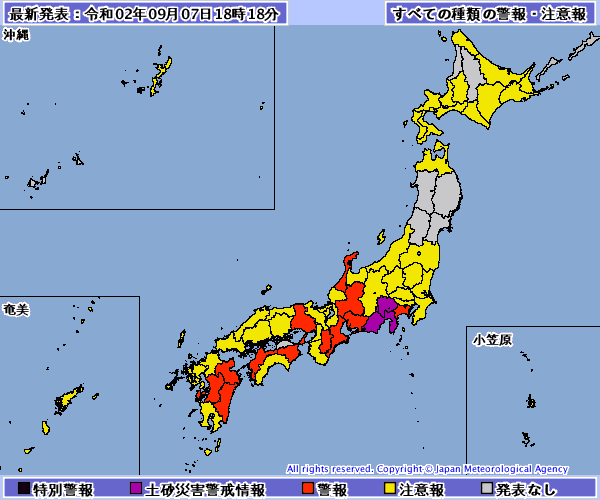 最新発表：令和02年09月07日18時18分
すべての種類の警報・注意報
沖縄
奄美
小笠原
All rights reserved. Copyright © Japan Meteorological Agency
特別警報 土砂災害警戒情報 警報 注意報 発表なし